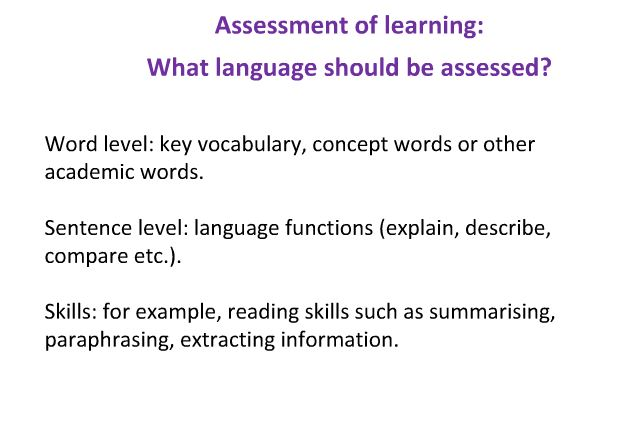 Assessment of learning:
What language should be assessed?
Word level: key vocabulary, concept words or other
academic words.
Sentence level: language functions (explain, describe,
compare etc.).
Skills: for example, reading skills such as summarising,
paraphrasing, extracting information.